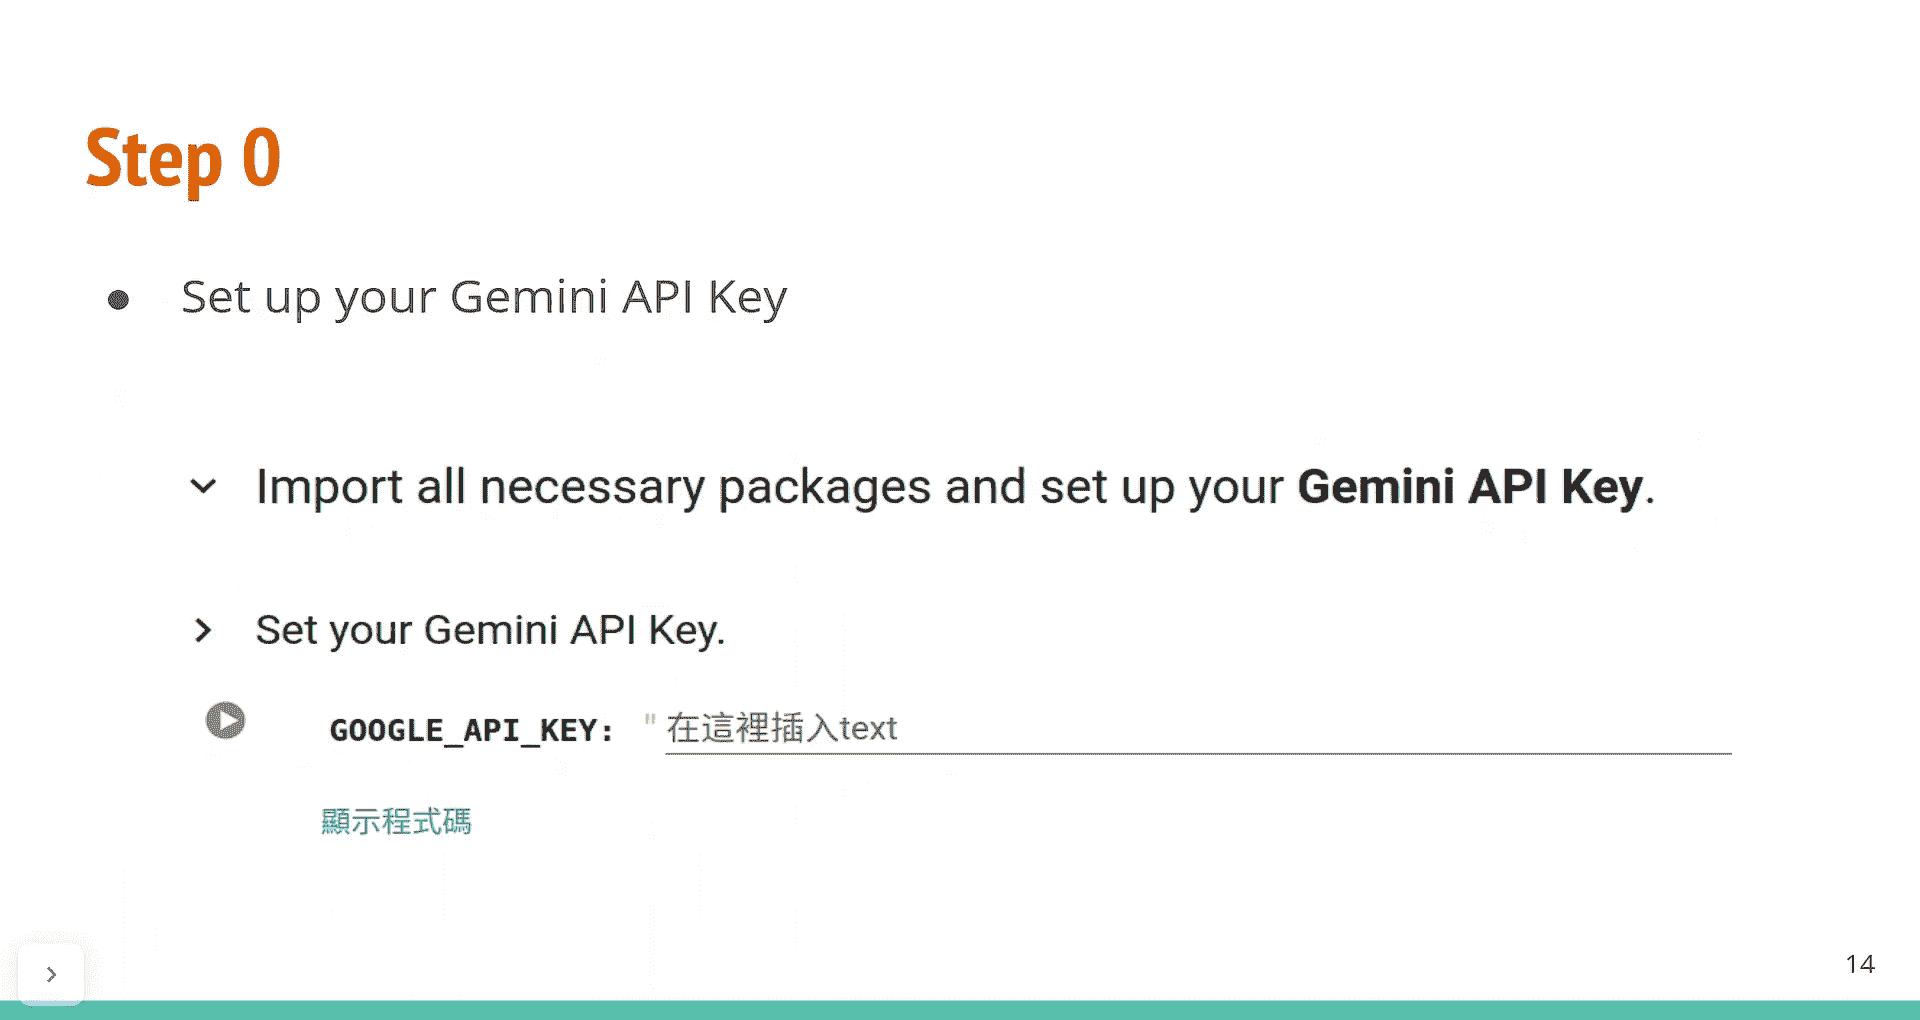 Step 0
● Set up your Gemini API Key
Import all necessary packages and set up your Gemini API Key.
Set your Gemini API Key.
GOOGLE_API_KEY: " 在這裡插入text
顯示程式碼
14